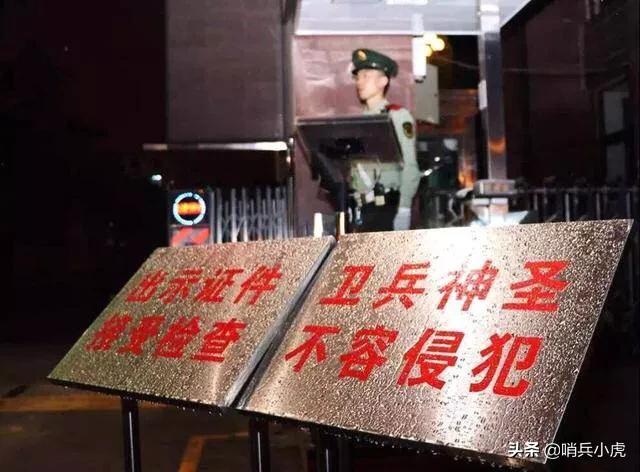 出示证件
接受检查
卫兵神圣
不容侵犯
头条 @哨兵小虎